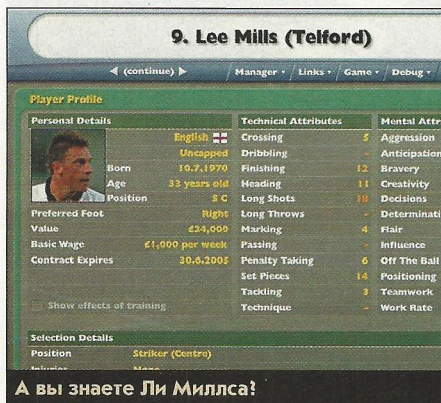 9. Lee Mills (Telford)
(continue)
Manager Links Game Debug
Player Profile
Personal Details
English
Uncapped
Born 10.7.1970
Age 33 years old
Position S C
Preferred Foot Right
Value £24,000
Basic Wage £1,000 per week
Contract Expires 30.6.2005
Show effects of training
Technical Attributes
Crossing 5
Dribbling -
Finishing 12
Heading 11
Long Shots
Long Throws -
Marking 4
Passing -
Penalty Taking 6
Set Pieces 14
Tackling 3
Technique -
Mental Attr
Aggression
Anticipation
Bravery
Creativity
Decisions
Determinati
Flair
Influence
Off The Ball
Positioning
Teamwork
Work Rate
Selection Details
Position Striker (Centre)
А вы знаете Ли Миллса?